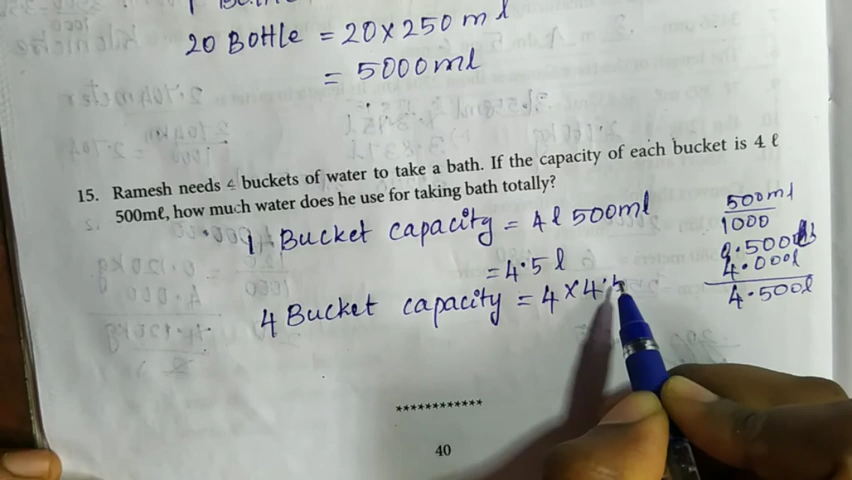 20 Bottle = 20 × 250 ml
= 5000 ml
15. Ramesh needs 4 buckets of water to take a bath. If the capacity of each bucket is 4 ℓ
500mℓ, how much water does he use for taking bath totally?
1 Bucket capacity = 4 l 500ml
= 4.5 l
4 Bucket capacity = 4 × 4.5
500ml
1000
0.500l
4.000l
4.500l
************
40